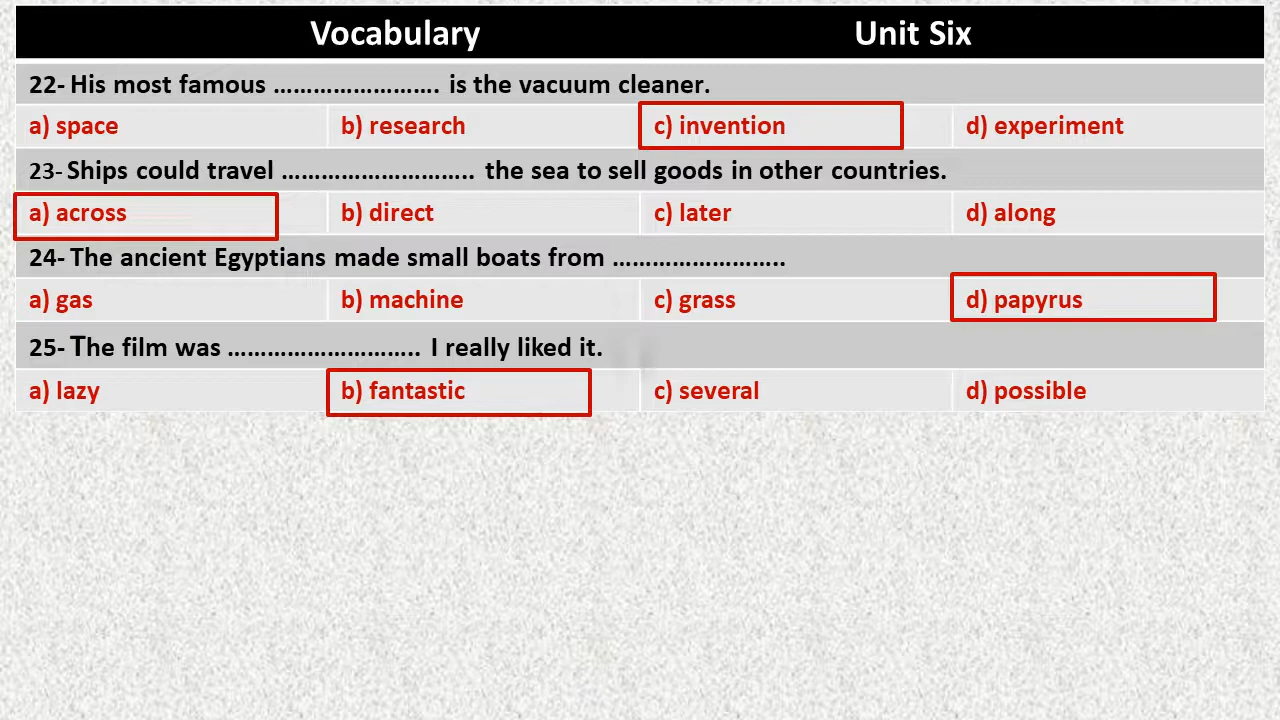 Vocabulary Unit Six
22- His most famous ……………………. is the vacuum cleaner.
a) space b) research c) invention d) experiment
23- Ships could travel ……………………….. the sea to sell goods in other countries.
a) across b) direct c) later d) along
24- The ancient Egyptians made small boats from ……………………..
a) gas b) machine c) grass d) papyrus
25- The film was ……………………….. I really liked it.
a) lazy b) fantastic c) several d) possible